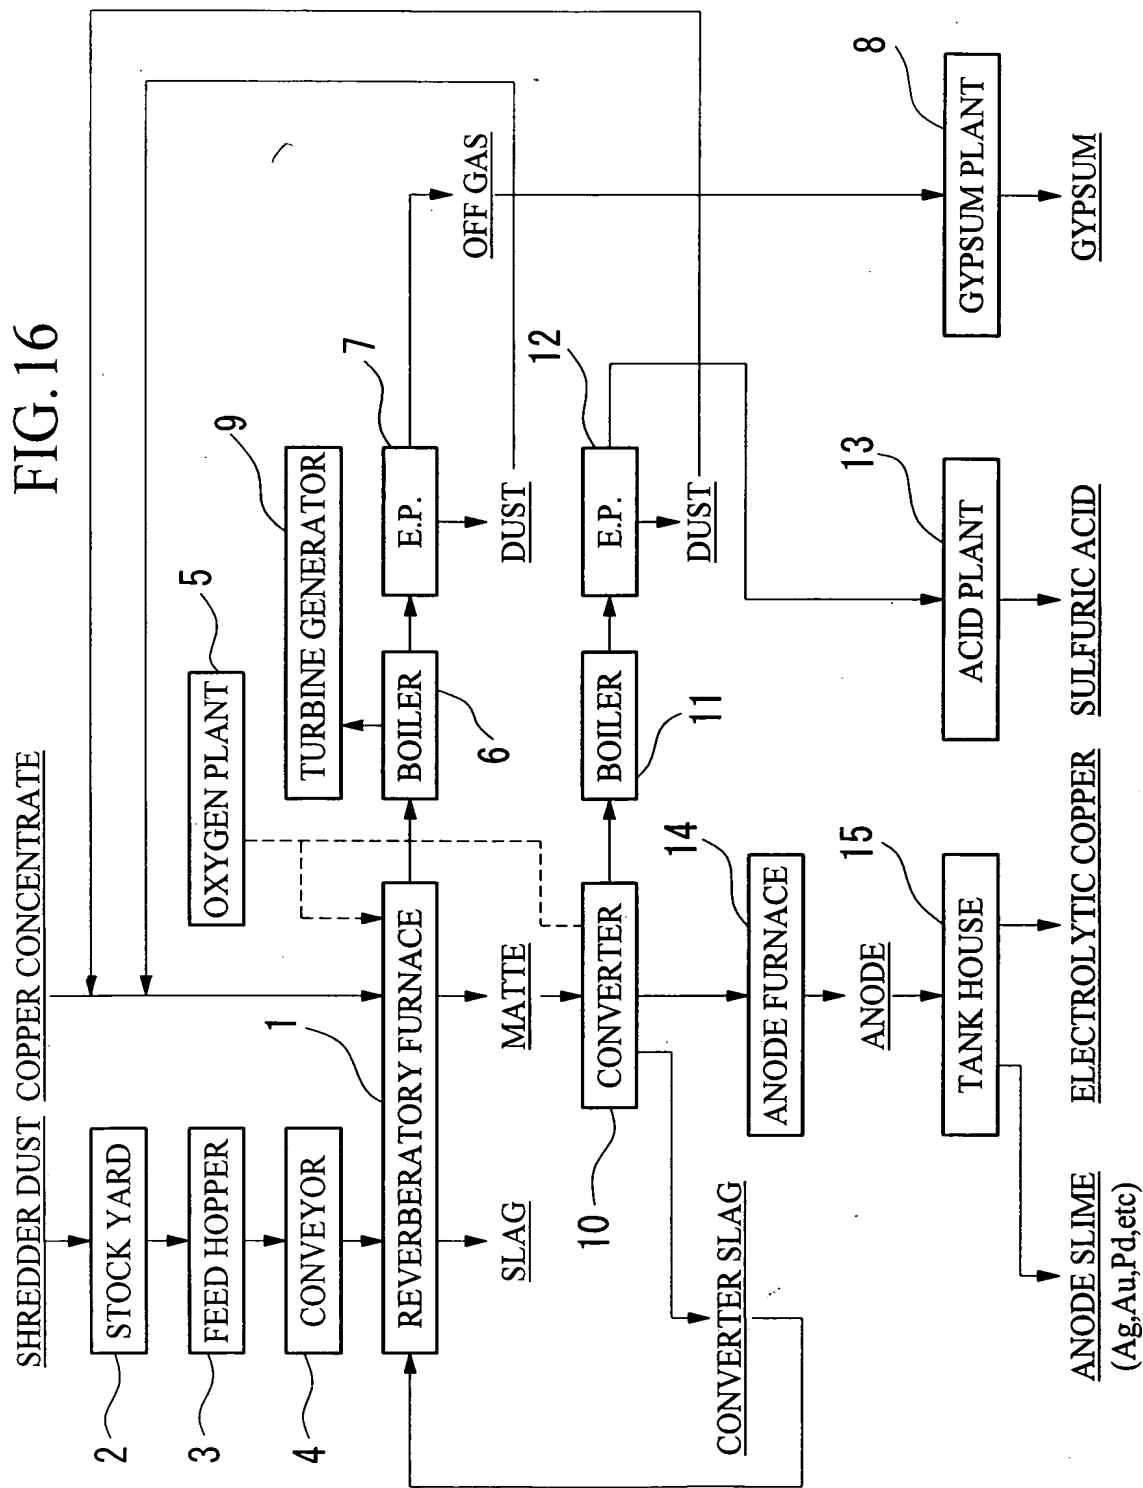 FIG.16
SHREDDER DUST
COPPER CONCENTRATE
STOCK YARD
2
FEED HOPPER
3
CONVEYOR
4
OXYGEN PLANT
5
TURBINE GENERATOR
9
REVERBERATORY FURNACE
1
BOILER
6
E.P.
7
SLAG
MATTE
DUST
OFF GAS
CONVERTER
10
BOILER
11
E.P.
12
DUST
CONVERTER SLAG
ANODE FURNACE
14
ANODE
TANK HOUSE
15
ACID PLANT
13
GYPSUM PLANT
8
ANODE SLIME
(Ag,Au,Pd,etc)
ELECTROLYTIC COPPER
SULFURIC ACID
GYPSUM